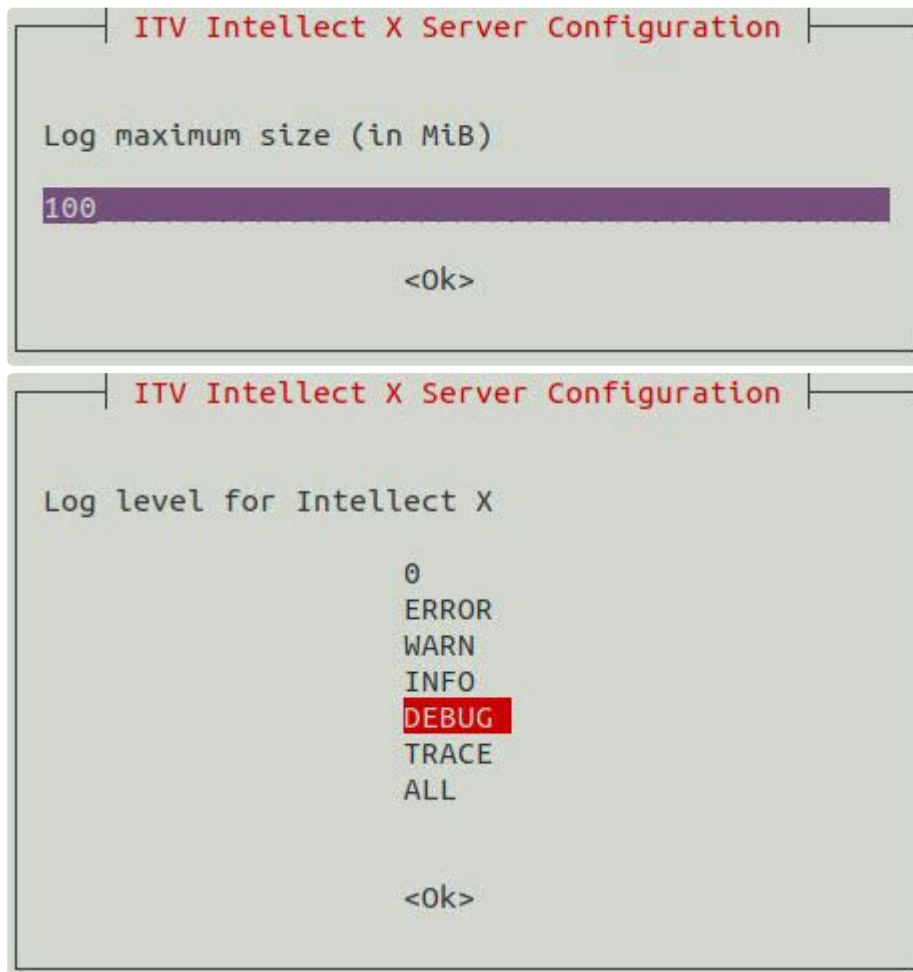 ITV Intellect X Server Configuration
Log maximum size (in MiB)
100
<Ok>
ITV Intellect X Server Configuration
Log level for Intellect X
0
ERROR
WARN
INFO
DEBUG
TRACE
ALL
<Ok>